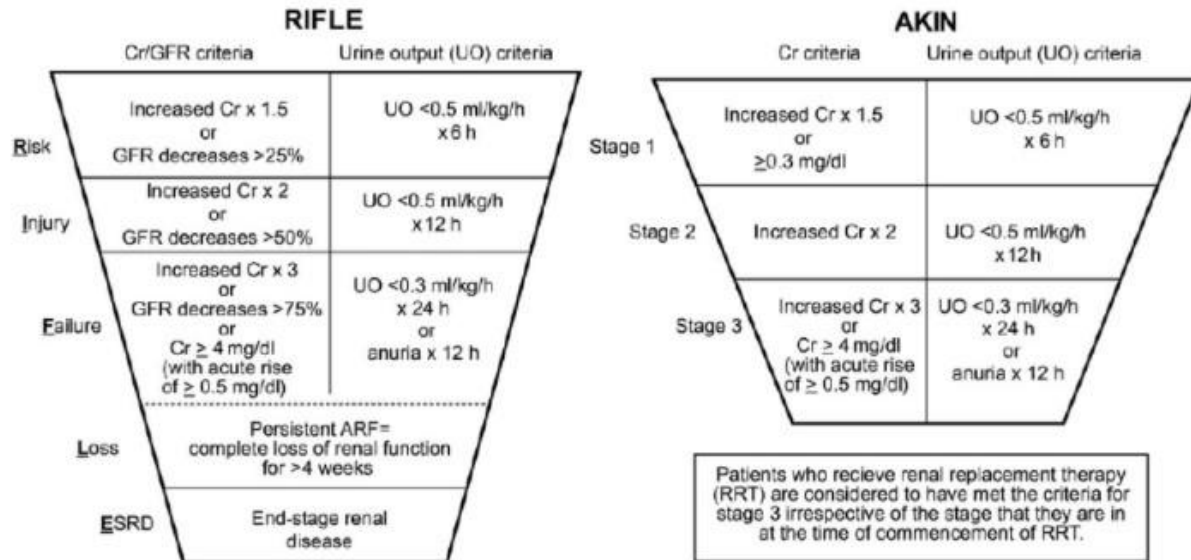 RIFLE
Cr/GFR criteria
Urine output (UO) criteria
Risk
Increased Cr x 1.5
or
GFR decreases >25%
UO <0.5 ml/kg/h
x 6 h
Injury
Increased Cr x 2
or
GFR decreases >50%
UO <0.5 ml/kg/h
x 12 h
Failure
Increased Cr x 3
or
GFR decreases >75%
or
Cr ≥ 4 mg/dl
(with acute rise
of ≥ 0.5 mg/dl)
UO <0.3 ml/kg/h
x 24 h
or
anuria x 12 h
Loss
Persistent ARF=
complete loss of renal function
for >4 weeks
ESRD
End-stage renal
disease
AKIN
Cr criteria
Urine output (UO) criteria
Stage 1
Increased Cr x 1.5
or
≥0.3 mg/dl
UO <0.5 ml/kg/h
x 6 h
Stage 2
Increased Cr x 2
UO <0.5 ml/kg/h
x 12 h
Stage 3
Increased Cr x 3
or
Cr ≥ 4 mg/dl
(with acute rise
of ≥ 0.5 mg/dl)
UO <0.3 ml/kg/h
x 24 h
or
anuria x 12 h
Patients who recieve renal replacement therapy
(RRT) are considered to have met the criteria for
stage 3 irrespective of the stage that they are in
at the time of commencement of RRT.